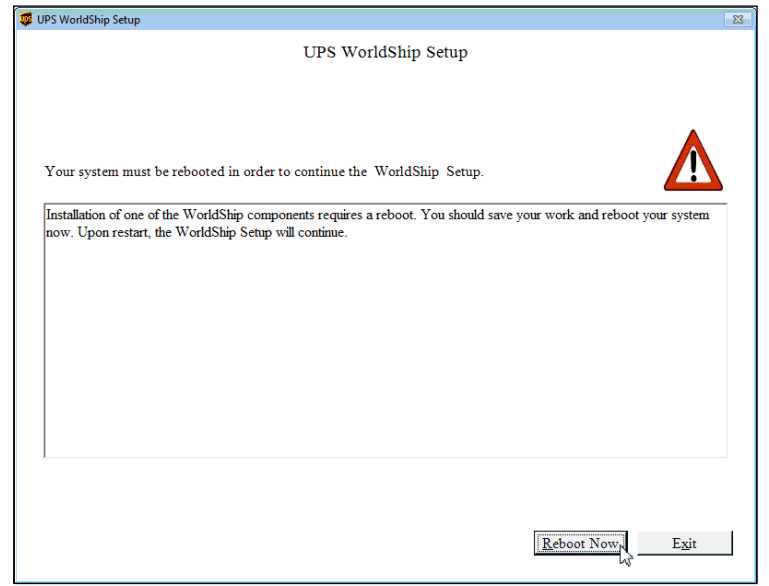 UPS WorldShip Setup
UPS WorldShip Setup
Your system must be rebooted in order to continue the WorldShip Setup.
Installation of one of the WorldShip components requires a reboot. You should save your work and reboot your system
now. Upon restart, the WorldShip Setup will continue.
Reboot Now
Exit